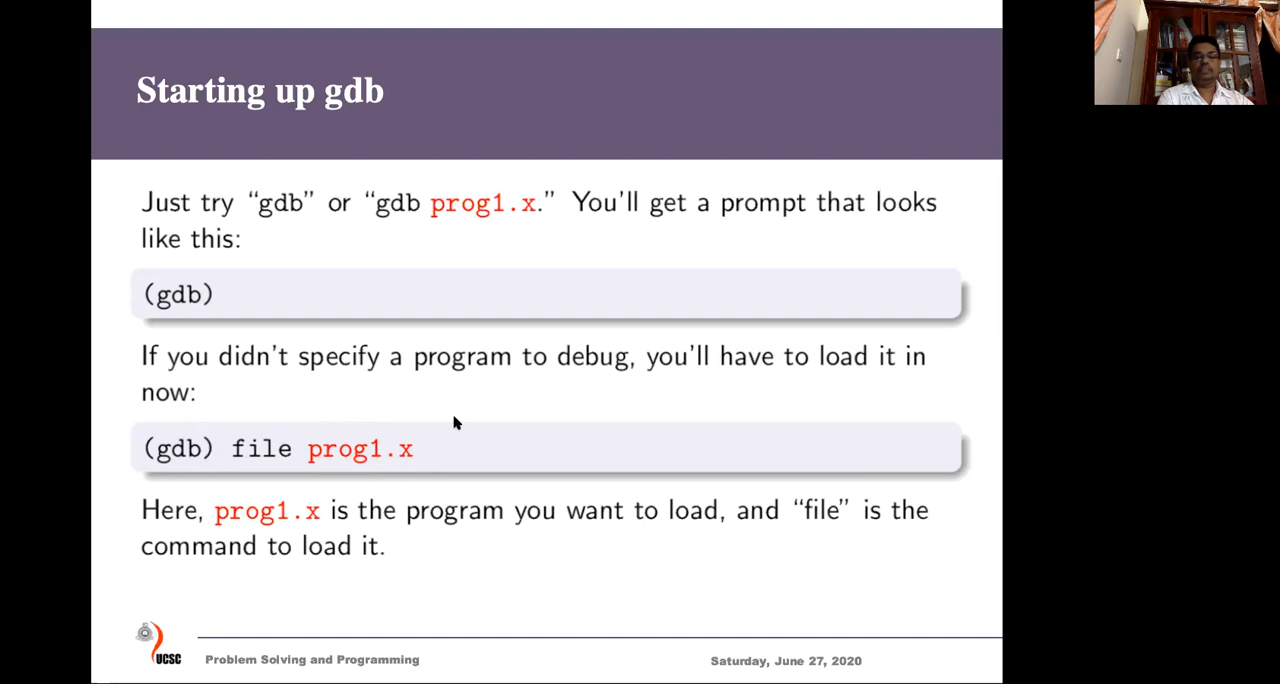 Starting up gdb
Just try “gdb” or “gdb prog1.x.” You’ll get a prompt that looks
like this:
(gdb)
If you didn’t specify a program to debug, you’ll have to load it in
now:
(gdb) file prog1.x
Here, prog1.x is the program you want to load, and “file” is the
command to load it.
UCSC
Problem Solving and Programming
Saturday, June 27, 2020